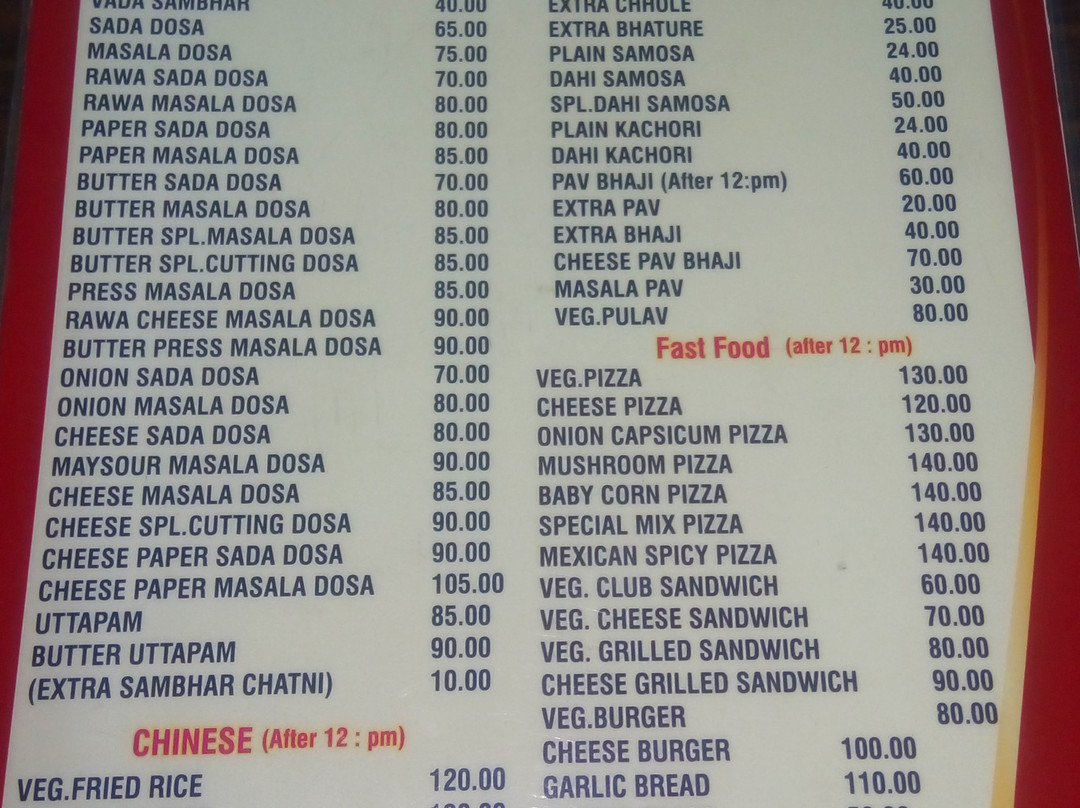 VADA SAMBHAR 40.00
SADA DOSA 65.00
MASALA DOSA 75.00
RAWA SADA DOSA 70.00
RAWA MASALA DOSA 80.00
PAPER SADA DOSA 80.00
PAPER MASALA DOSA 85.00
BUTTER SADA DOSA 70.00
BUTTER MASALA DOSA 80.00
BUTTER SPL.MASALA DOSA 85.00
BUTTER SPL.CUTTING DOSA 85.00
PRESS MASALA DOSA 85.00
RAWA CHEESE MASALA DOSA 90.00
BUTTER PRESS MASALA DOSA 90.00
ONION SADA DOSA 70.00
ONION MASALA DOSA 80.00
CHEESE SADA DOSA 80.00
MAYSOUR MASALA DOSA 90.00
CHEESE MASALA DOSA 85.00
CHEESE SPL.CUTTING DOSA 90.00
CHEESE PAPER SADA DOSA 90.00
CHEESE PAPER MASALA DOSA 105.00
UTTAPAM 85.00
BUTTER UTTAPAM 90.00
(EXTRA SAMBHAR CHATNI) 10.00
CHINESE (After 12 : pm)
VEG.FRIED RICE 120.00
EXTRA CHHOLE 40.00
EXTRA BHATURE 25.00
PLAIN SAMOSA 24.00
DAHI SAMOSA 40.00
SPL.DAHI SAMOSA 50.00
PLAIN KACHORI 24.00
DAHI KACHORI 40.00
PAV BHAJI (After 12:pm) 60.00
EXTRA PAV 20.00
EXTRA BHAJI 40.00
CHEESE PAV BHAJI 70.00
MASALA PAV 30.00
VEG.PULAV 80.00
Fast Food (after 12 : pm)
VEG.PIZZA 130.00
CHEESE PIZZA 120.00
ONION CAPSICUM PIZZA 130.00
MUSHROOM PIZZA 140.00
BABY CORN PIZZA 140.00
SPECIAL MIX PIZZA 140.00
MEXICAN SPICY PIZZA 140.00
VEG. CLUB SANDWICH 60.00
VEG. CHEESE SANDWICH 70.00
VEG. GRILLED SANDWICH 80.00
CHEESE GRILLED SANDWICH 90.00
VEG.BURGER 80.00
CHEESE BURGER 100.00
GARLIC BREAD 110.00